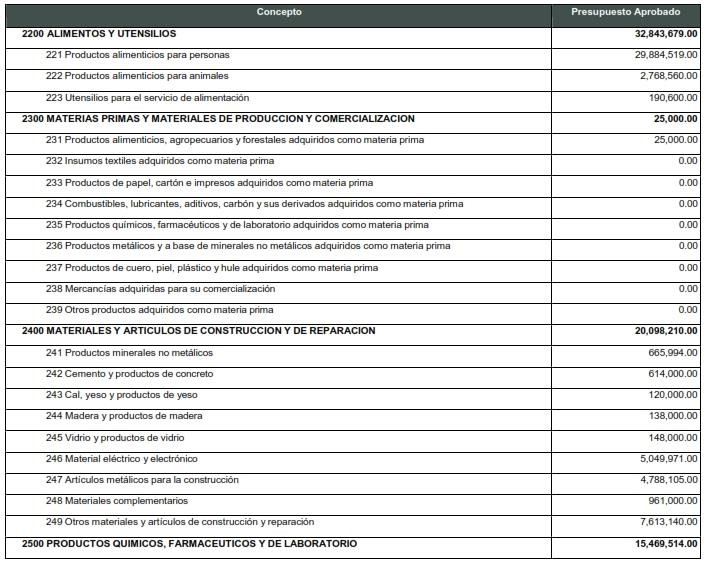 Concepto Presupuesto Aprobado
2200 ALIMENTOS Y UTENSILIOS 32,843,679.00
221 Productos alimenticios para personas 29,884,519.00
222 Productos alimenticios para animales 2,768,560.00
223 Utensilios para el servicio de alimentación 190,600.00
2300 MATERIAS PRIMAS Y MATERIALES DE PRODUCCION Y COMERCIALIZACION 25,000.00
231 Productos alimenticios, agropecuarios y forestales adquiridos como materia prima 25,000.00
232 Insumos textiles adquiridos como materia prima 0.00
233 Productos de papel, cartón e impresos adquiridos como materia prima 0.00
234 Combustibles, lubricantes, aditivos, carbón y sus derivados adquiridos como materia prima 0.00
235 Productos químicos, farmacéuticos y de laboratorio adquiridos como materia prima 0.00
236 Productos metálicos y a base de minerales no metálicos adquiridos como materia prima 0.00
237 Productos de cuero, piel, plástico y hule adquiridos como materia prima 0.00
238 Mercancías adquiridas para su comercialización 0.00
239 Otros productos adquiridos como materia prima 0.00
2400 MATERIALES Y ARTICULOS DE CONSTRUCCION Y DE REPARACION 20,098,210.00
241 Productos minerales no metálicos 665,994.00
242 Cemento y productos de concreto 614,000.00
243 Cal, yeso y productos de yeso 120,000.00
244 Madera y productos de madera 138,000.00
245 Vidrio y productos de vidrio 148,000.00
246 Material eléctrico y electrónico 5,049,971.00
247 Artículos metálicos para la construcción 4,788,105.00
248 Materiales complementarios 961,000.00
249 Otros materiales y artículos de construcción y reparación 7,613,140.00
2500 PRODUCTOS QUIMICOS, FARMACEUTICOS Y DE LABORATORIO 15,469,514.00